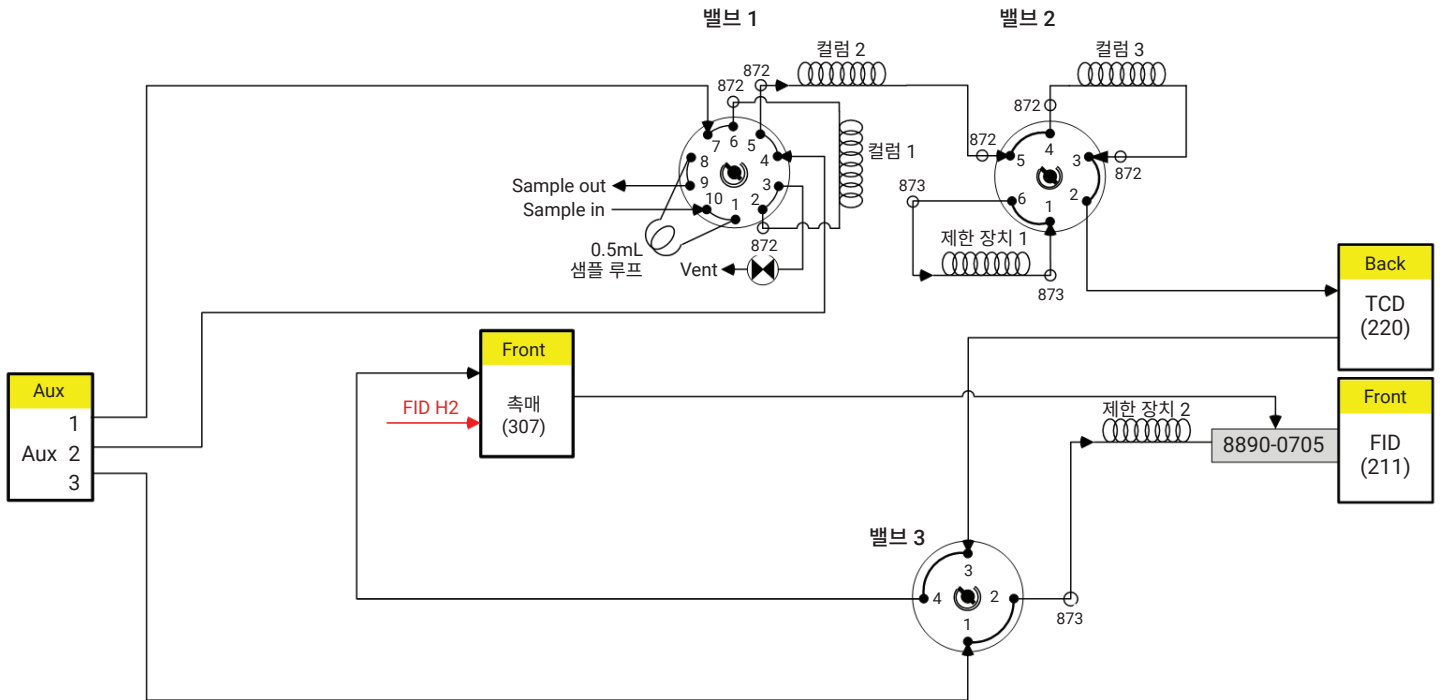 밸브 1
밸브 2
컬럼 2
컬럼 3
872
872
872
872
872
7
6
5
8
4
9
3
10
1
2
컬럼 1
5
4
3
6
1
2
873
Sample out
Sample in
0.5mL
샘플 루프
Vent
872
제한 장치 1
873
Back
TCD
(220)
Front
촉매
(307)
FID H2
Aux
1
Aux 2
3
제한 장치 2
8890-0705
Front
FID
(211)
밸브 3
3
4
2
1
873